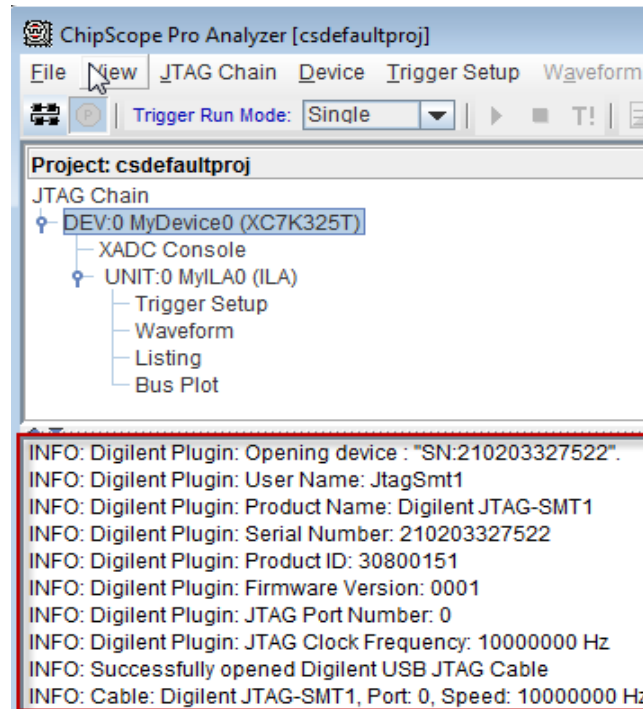 ChipScope Pro Analyzer [csdefaultproj]
File View JTAG Chain Device Trigger Setup Waveform
P Trigger Run Mode: Single T!
Project: csdefaultproj
JTAG Chain
DEV:0 MyDevice0 (XC7K325T)
XADC Console
UNIT:0 MyILA0 (ILA)
Trigger Setup
Waveform
Listing
Bus Plot
INFO: Digilent Plugin: Opening device : "SN:210203327522".
INFO: Digilent Plugin: User Name: JtagSmt1
INFO: Digilent Plugin: Product Name: Digilent JTAG-SMT1
INFO: Digilent Plugin: Serial Number: 210203327522
INFO: Digilent Plugin: Product ID: 30800151
INFO: Digilent Plugin: Firmware Version: 0001
INFO: Digilent Plugin: JTAG Port Number: 0
INFO: Digilent Plugin: JTAG Clock Frequency: 10000000 Hz
INFO: Successfully opened Digilent USB JTAG Cable
INFO: Cable: Digilent JTAG-SMT1, Port: 0, Speed: 10000000 Hz